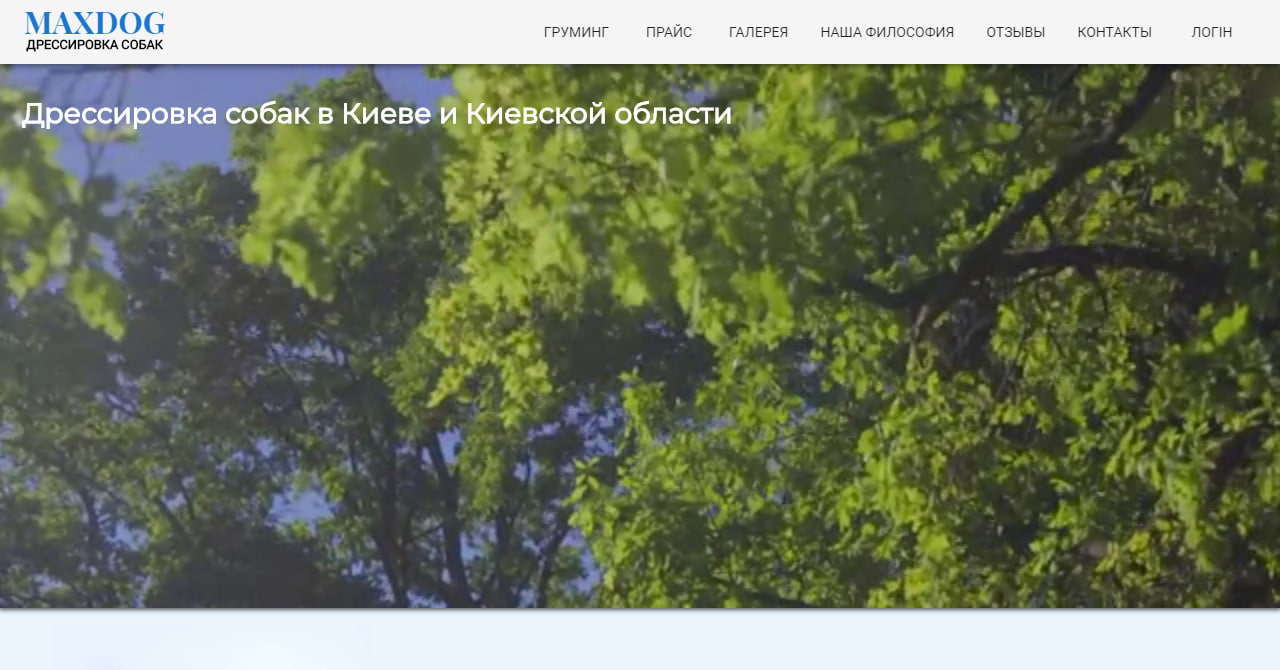 MAXDOG
ДРЕССИРОВКА СОБАК
ГРУМИНГ
ПРАЙС
ГАЛЕРЕЯ
НАША ФИЛОСОФИЯ
ОТЗЫВЫ
КОНТАКТЫ
ЛОГІН
Дрессировка собак в Киеве и Киевской области